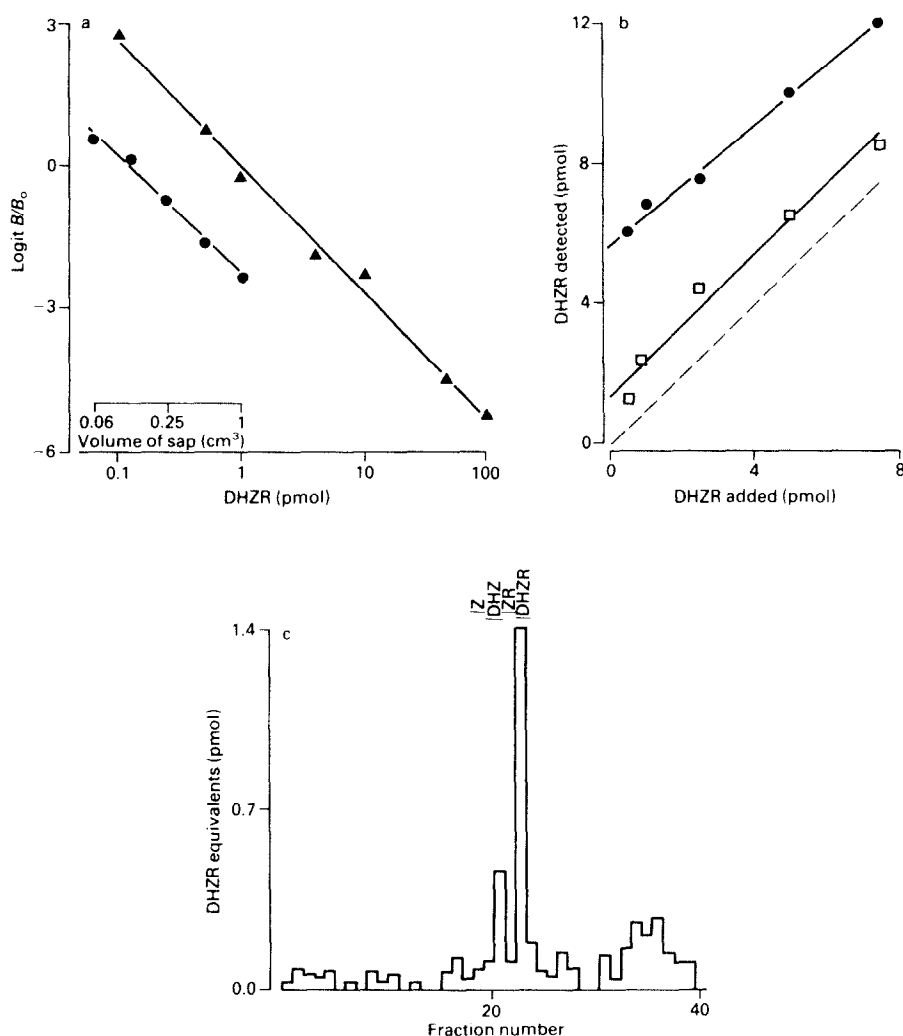 a
3
0
−3
−6
Logit B/Bo
0.06 0.25 1
Volume of sap (cm³)
0.1 1 10 100
DHZR (pmol)
b
12
8
4
0
DHZR detected (pmol)
0 4 8
DHZR added (pmol)
c
Z
DHZ
ZR
DHZR
1.4
0.7
0.0
DHZR equivalents (pmol)
20 40
Fraction number